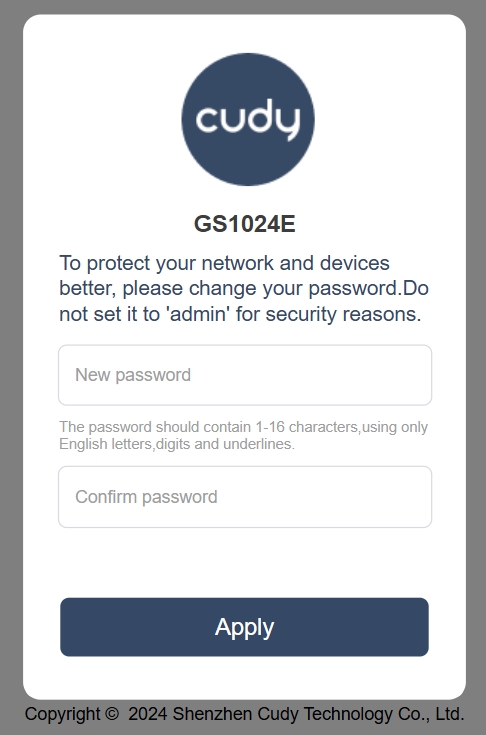 cudy
GS1024E
To protect your network and devices
better, please change your password.Do
not set it to 'admin' for security reasons.
New password
The password should contain 1-16 characters,using only
English letters,digits and underlines.
Confirm password
Apply
Copyright © 2024 Shenzhen Cudy Technology Co., Ltd.